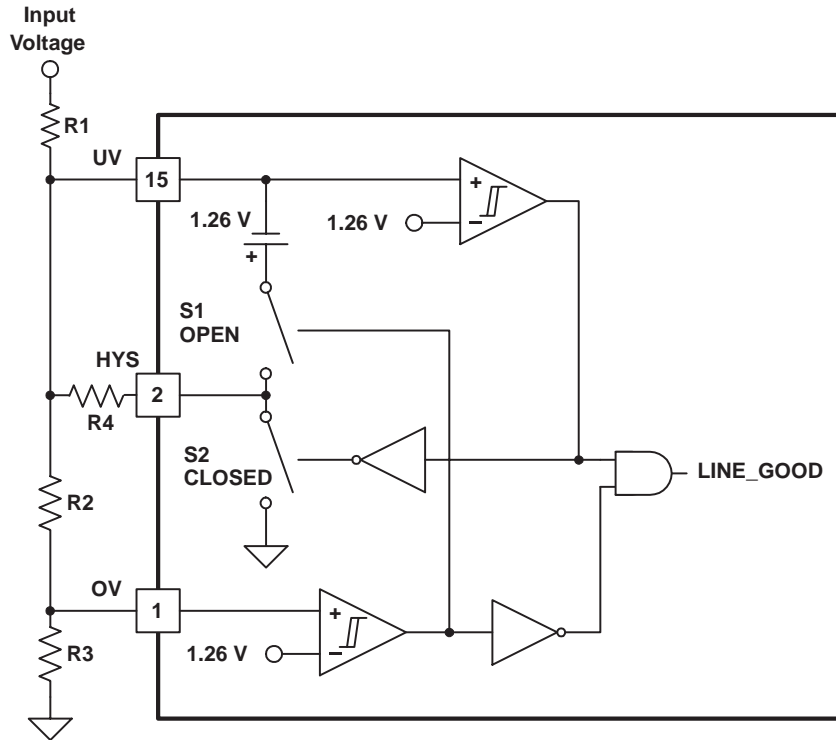 Input
Voltage
R1
UV
15
1.26 V
+
1.26 V
+
–
S1
OPEN
HYS
2
R4
S2
CLOSED
LINE_GOOD
R2
OV
1
+
1.26 V
–
R3